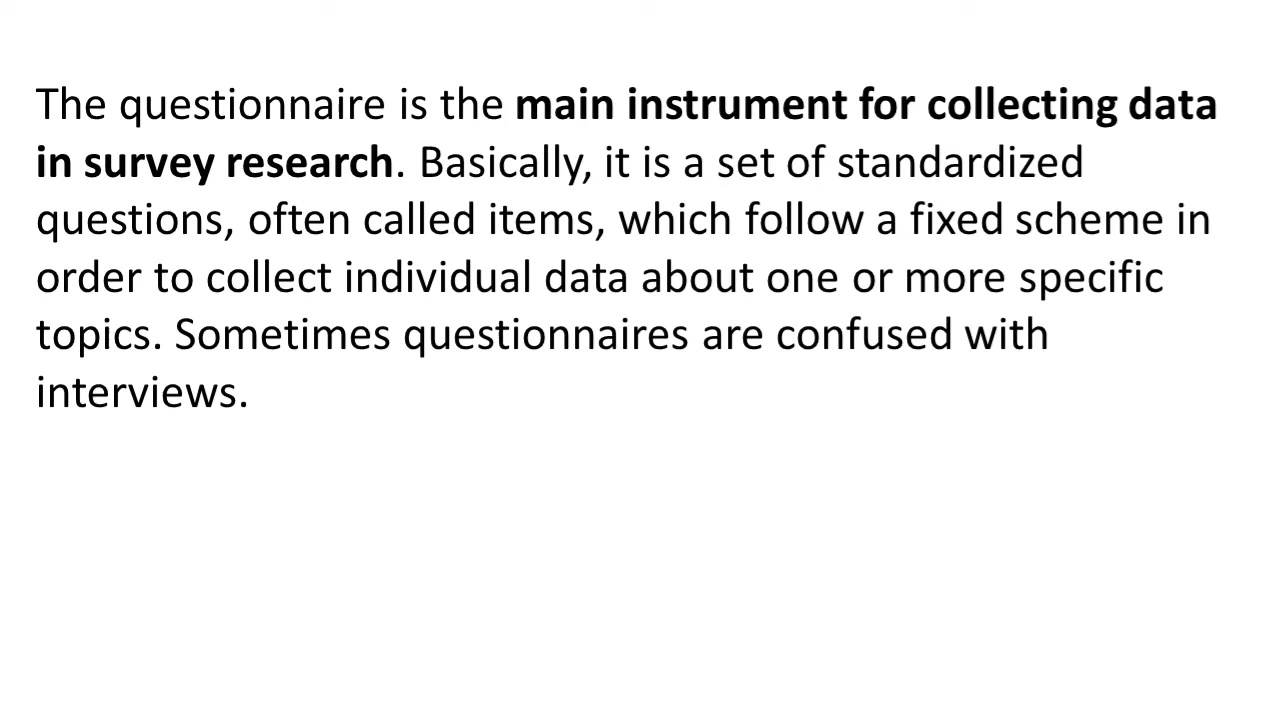 The questionnaire is the main instrument for collecting data
in survey research. Basically, it is a set of standardized
questions, often called items, which follow a fixed scheme in
order to collect individual data about one or more specific
topics. Sometimes questionnaires are confused with
interviews.